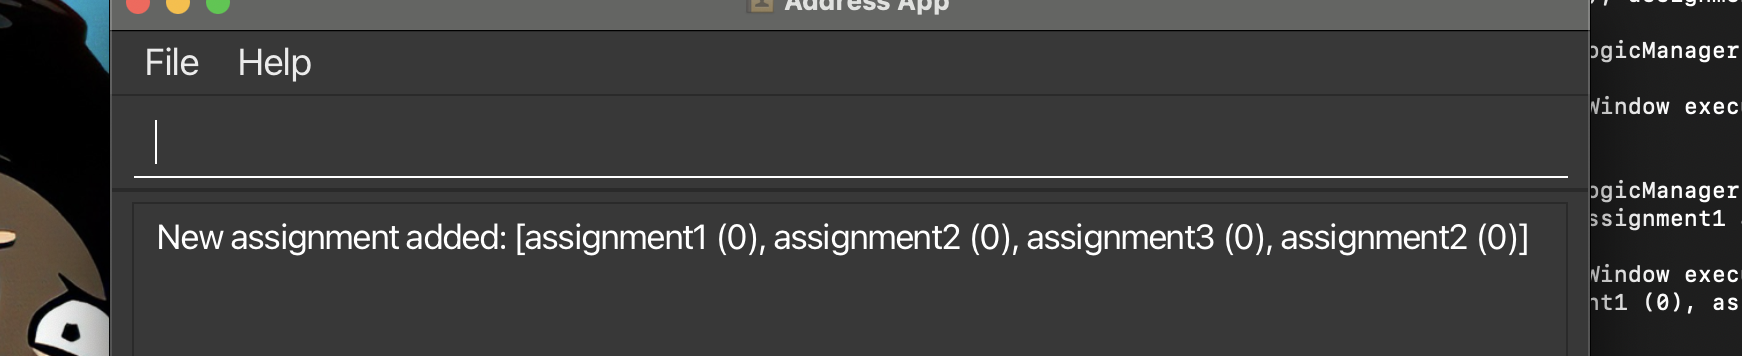 Address App
File Help
New assignment added: [assignment1 (0), assignment2 (0), assignment3 (0), assignment2 (0)]
ogicManager
Window exec
ogicManager
ssignment1
Window exec
nt1 (0), as